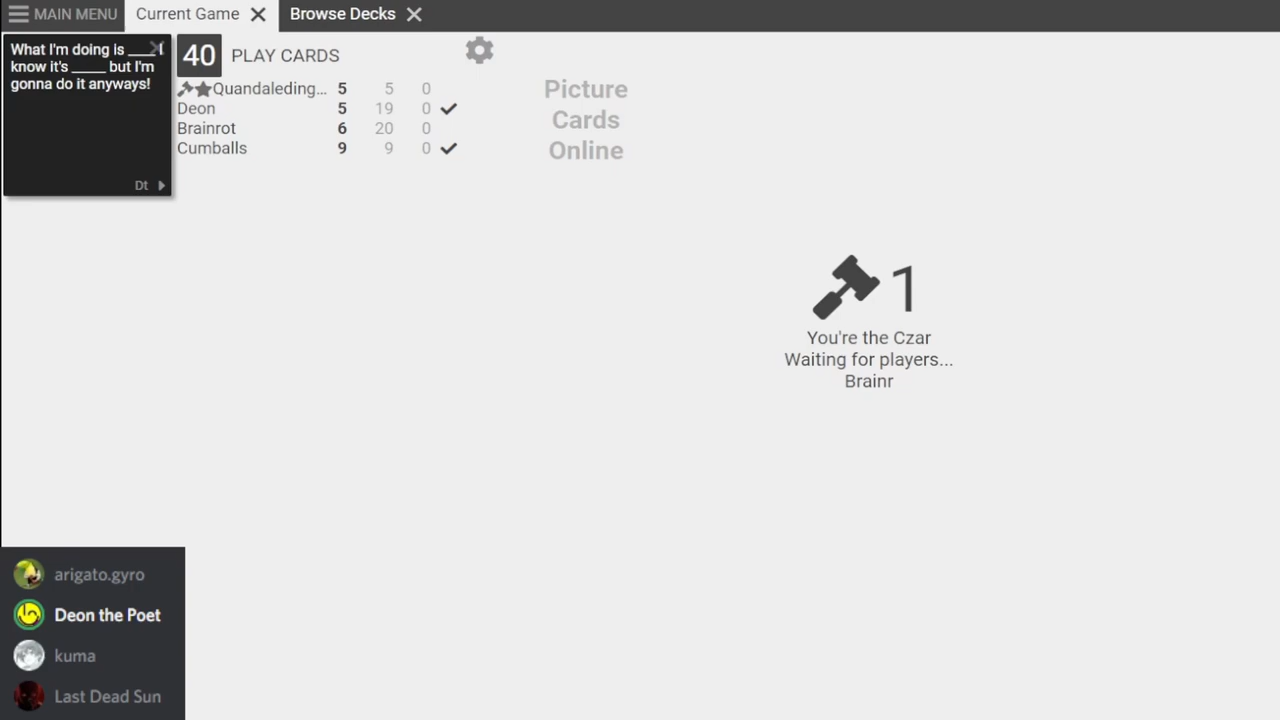 MAIN MENU
Current Game
Browse Decks
What I'm doing is ____ I
know it's _____ but I'm
gonna do it anyways!
Dt
40 PLAY CARDS
Quandaleding... 5 5 0
Deon 5 19 0
Brainrot 6 20 0
Cumballs 9 9 0
Picture
Cards
Online
1
You're the Czar
Waiting for players...
Brainr
arigato.gyro
Deon the Poet
kuma
Last Dead Sun